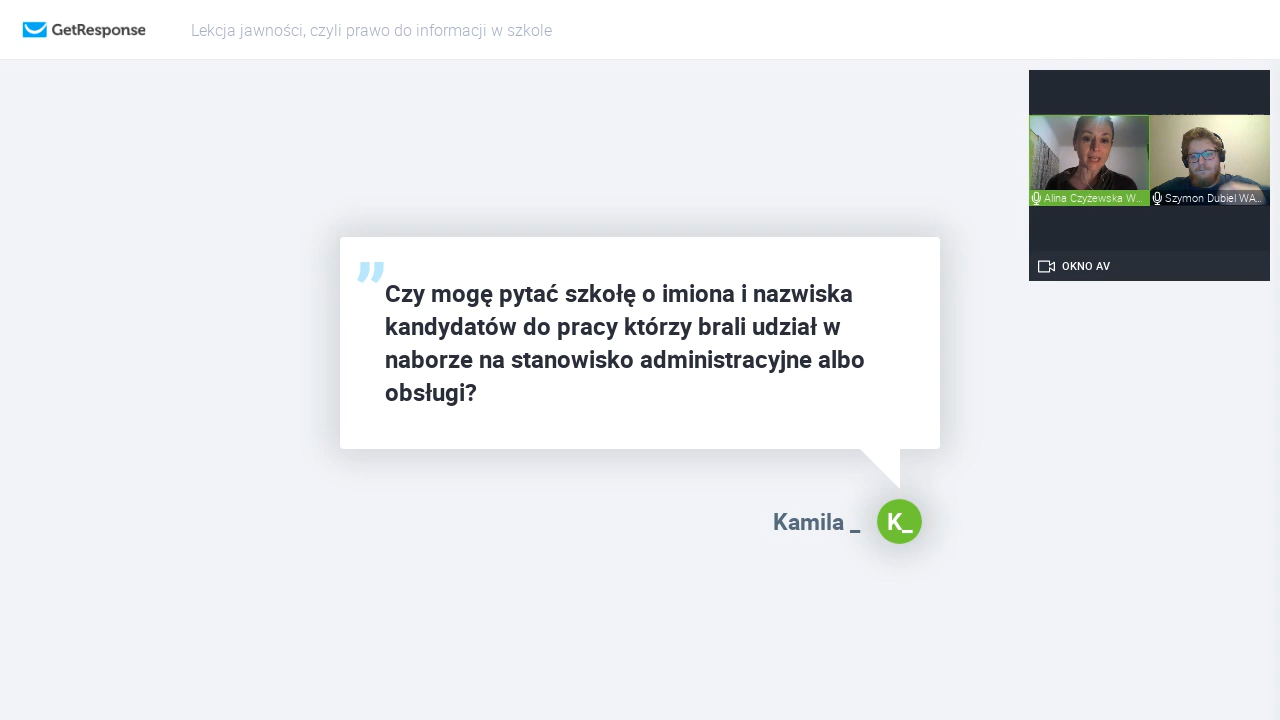 GetResponse
Lekcja jawności, czyli prawo do informacji w szkole
Alina Czyżewska W...
Szymon Dubiel WA...
OKNO AV
Czy mogę pytać szkołę o imiona i nazwiska
kandydatów do pracy którzy brali udział w
naborze na stanowisko administracyjne albo
obsługi?
Kamila _
K_